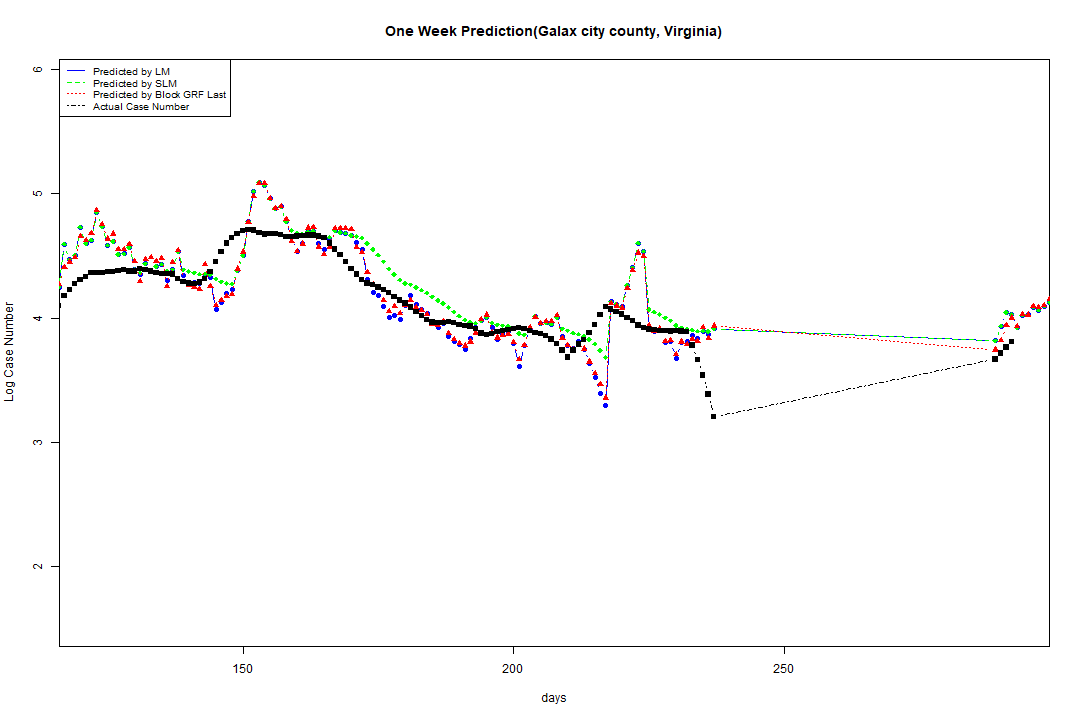 One Week Prediction(Galax city county, Virginia)
Predicted by LM
Predicted by SLM
Predicted by Block GRF Last
Actual Case Number
6
5
4
3
2
Log Case Number
150
200
250
days